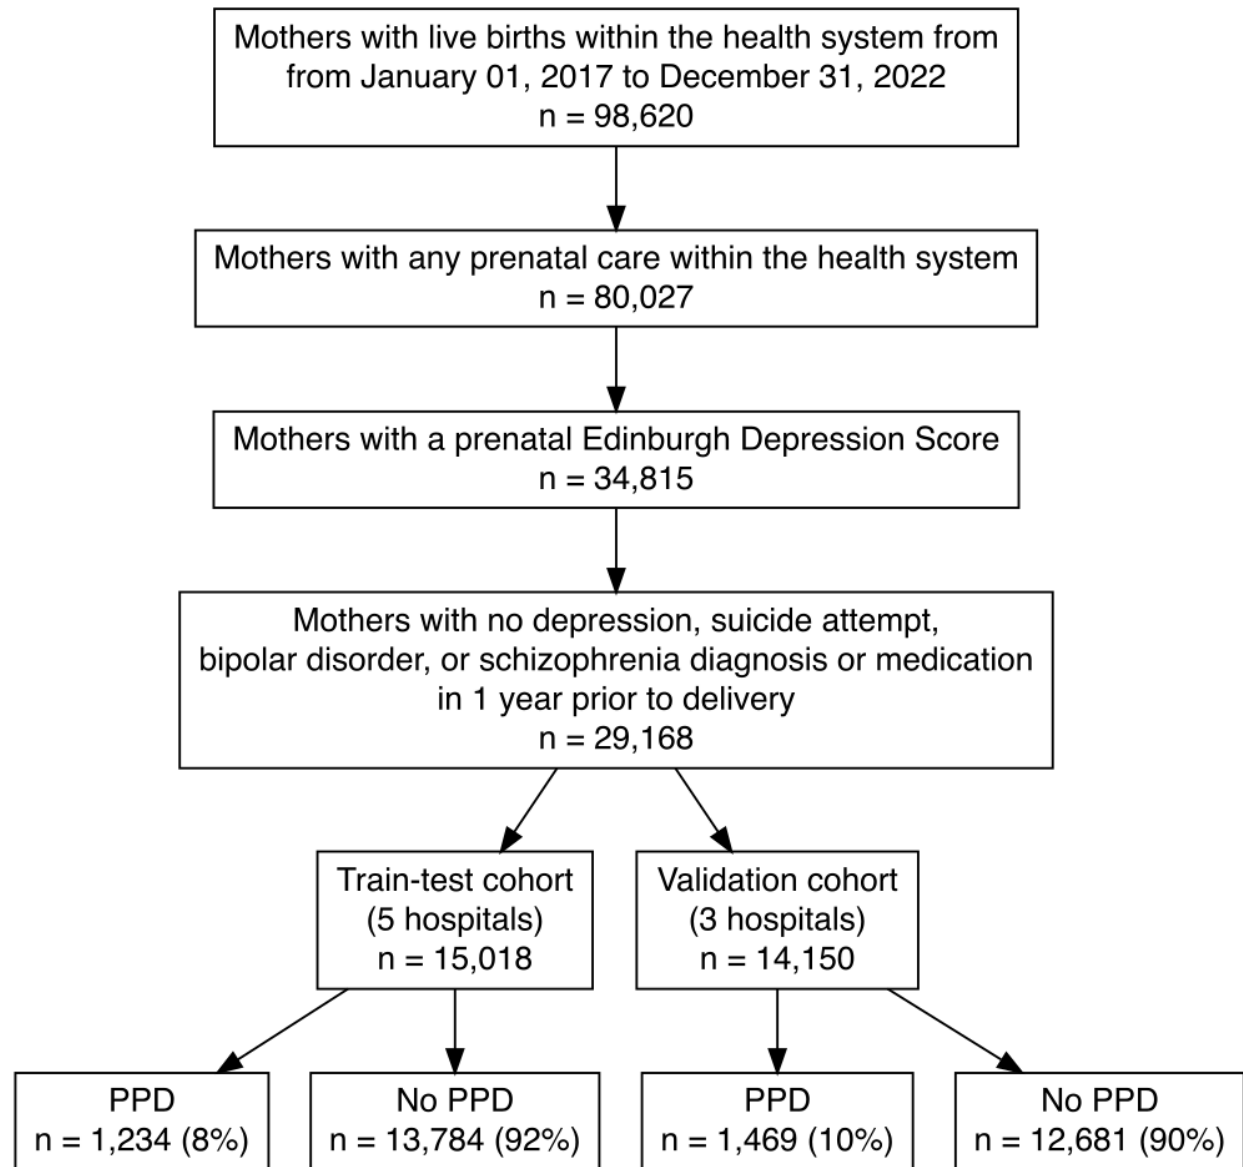 Mothers with live births within the health system from
from January 01, 2017 to December 31, 2022
n = 98,620
Mothers with any prenatal care within the health system
n = 80,027
Mothers with a prenatal Edinburgh Depression Score
n = 34,815
Mothers with no depression, suicide attempt,
bipolar disorder, or schizophrenia diagnosis or medication
in 1 year prior to delivery
n = 29,168
Train-test cohort
(5 hospitals)
n = 15,018
Validation cohort
(3 hospitals)
n = 14,150
PPD
n = 1,234 (8%)
No PPD
n = 13,784 (92%)
PPD
n = 1,469 (10%)
No PPD
n = 12,681 (90%)